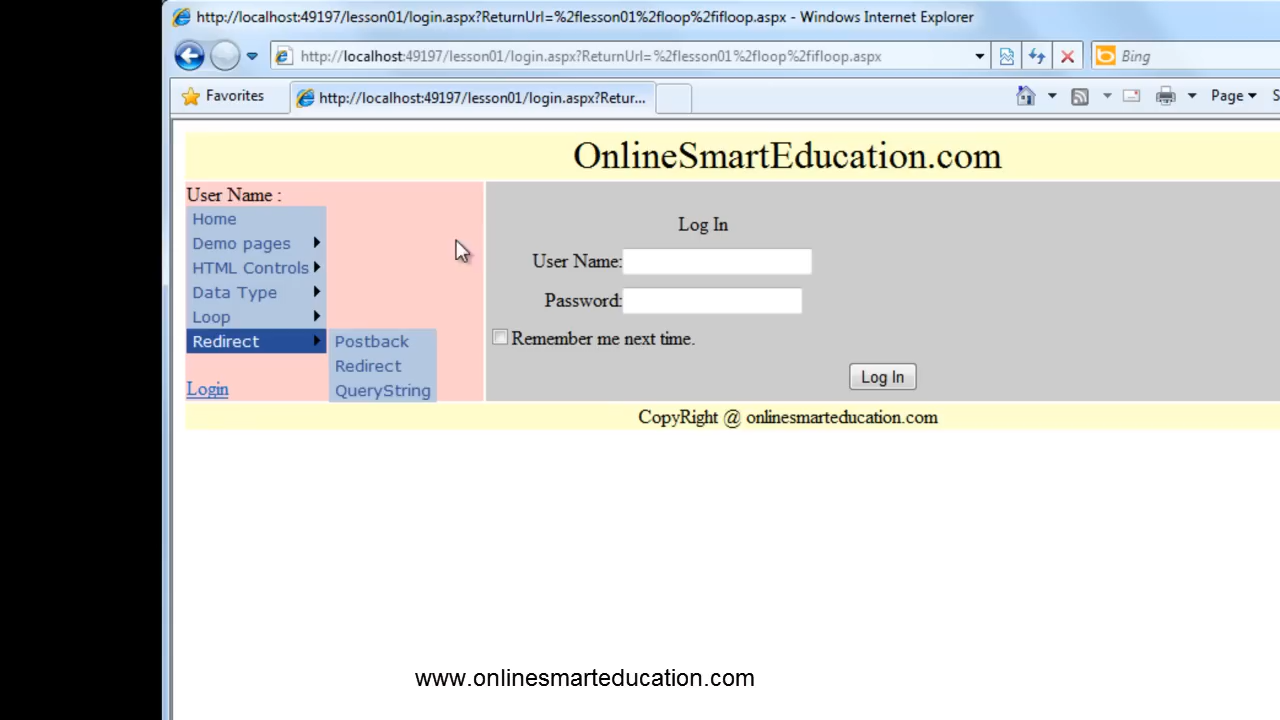 http://localhost:49197/lesson01/login.aspx?ReturnUrl=%2flesson01%2floop%2fifloop.aspx - Windows Internet Explorer
http://localhost:49197/lesson01/login.aspx?ReturnUrl=%2flesson01%2floop%2fifloop.aspx
Bing
Favorites
http://localhost:49197/lesson01/login.aspx?Retur...
Page
S
OnlineSmartEducation.com
User Name :
Home
Demo pages
HTML Controls
Data Type
Loop
Redirect
Postback
Redirect
QueryString
Login
Log In
User Name:
Password:
Remember me next time.
Log In
CopyRight @ onlinesmarteducation.com
www.onlinesmarteducation.com